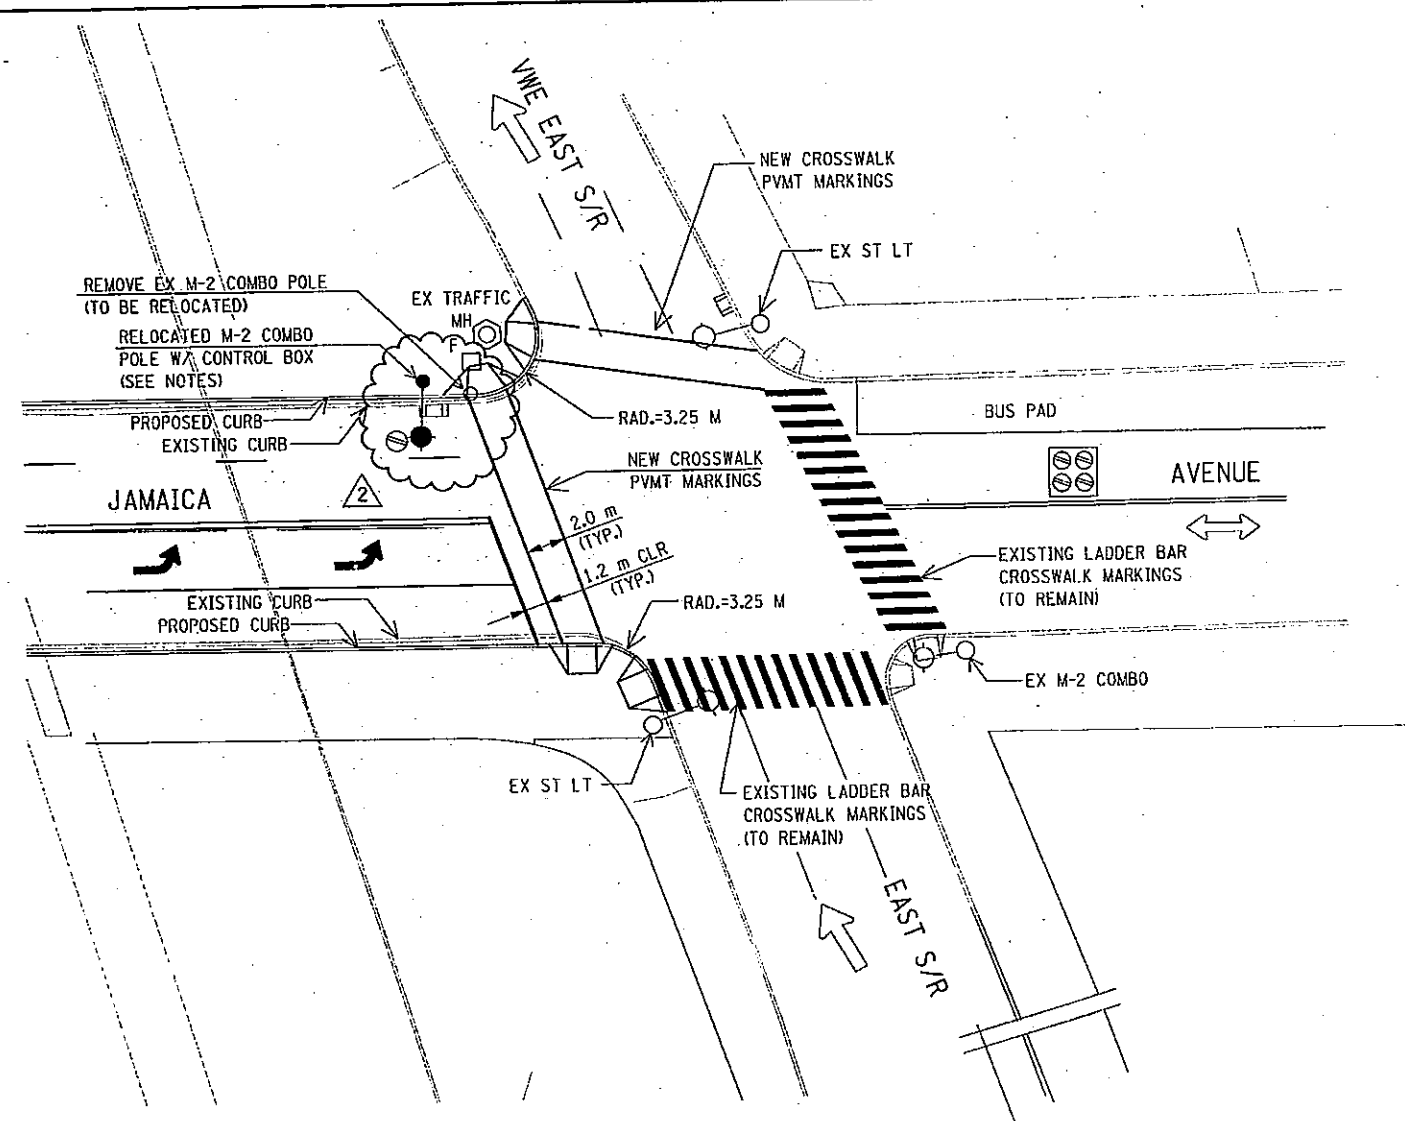 VWE EAST S/R
NEW CROSSWALK
PVMT MARKINGS
EX ST LT
REMOVE EX M-2 COMBO POLE
(TO BE RELOCATED)
EX TRAFFIC
MH
F
RELOCATED M-2 COMBO
POLE W/ CONTROL BOX
(SEE NOTES)
PROPOSED CURB
EXISTING CURB
RAD.=3.25 M
BUS PAD
NEW CROSSWALK
PVMT MARKINGS
AVENUE
JAMAICA
2
2.0 m
(TYP.)
1.2 m CLR
(TYP.)
EXISTING LADDER BAR
CROSSWALK MARKINGS
(TO REMAIN)
EXISTING CURB
PROPOSED CURB
RAD.=3.25 M
EX M-2 COMBO
EX ST LT
EXISTING LADDER BAR
CROSSWALK MARKINGS
(TO REMAIN)
EAST S/R